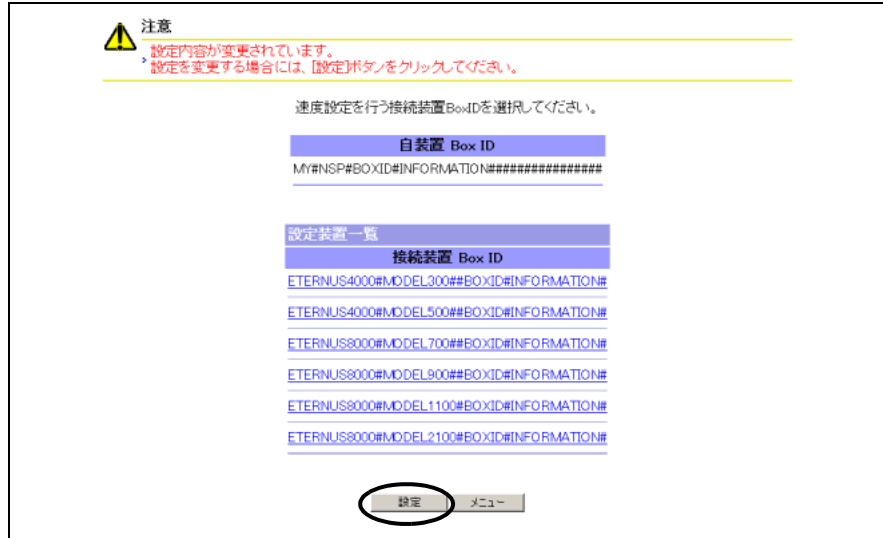 注意
設定内容が変更されています。
設定を変更する場合には、[設定]ボタンをクリックしてください。
速度設定を行う接続装置BoxIDを選択してください。
自装置 Box ID
MY#NSP#BOXID#INFORMATION################
設定装置一覧
接続装置 Box ID
ETERNUS4000#MODEL300##BOXID#INFORMATION#
ETERNUS4000#MODEL500##BOXID#INFORMATION#
ETERNUS8000#MODEL700##BOXID#INFORMATION#
ETERNUS8000#MODEL900##BOXID#INFORMATION#
ETERNUS8000#MODEL1100#BOXID#INFORMATION#
ETERNUS8000#MODEL2100#BOXID#INFORMATION#
設定 メニュー